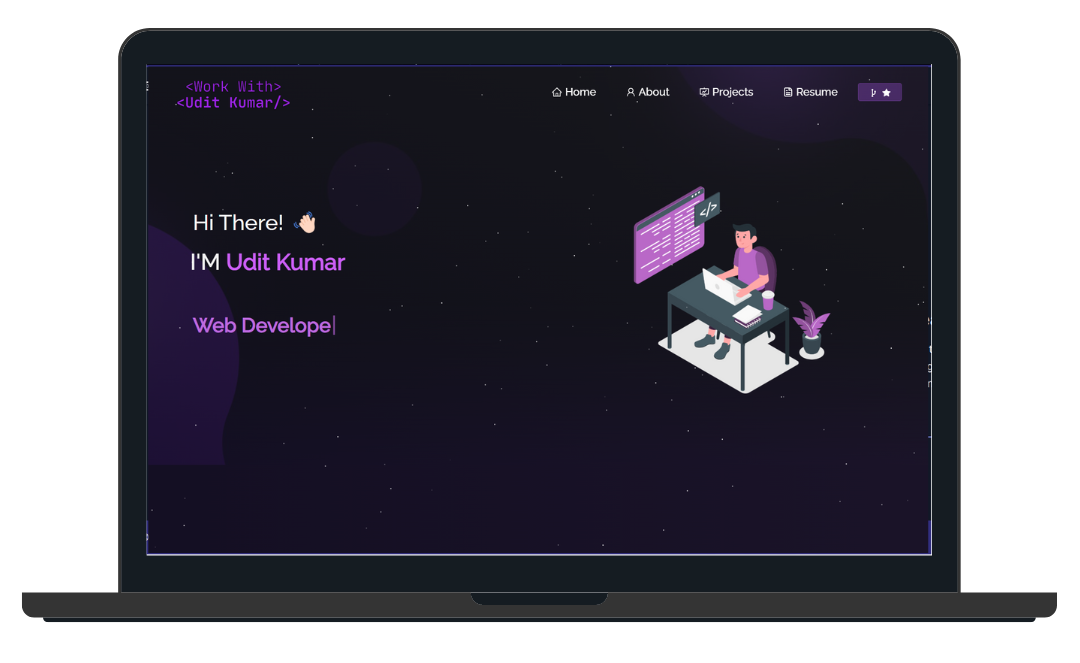 <Work With>
<Udit Kumar/>
Home
About
Projects
Resume
Hi There!
I'M Udit Kumar
Web Develope
</>